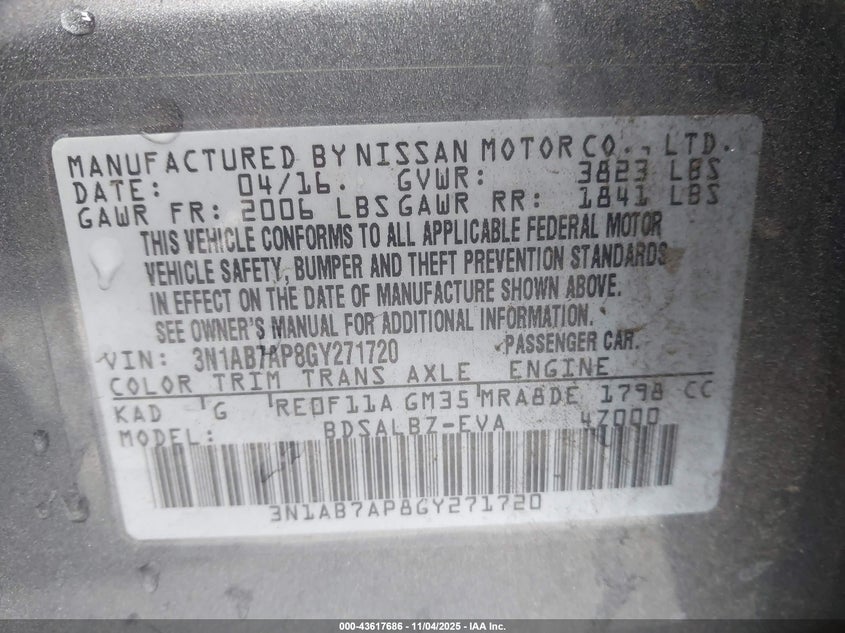 MANUFACTURED BY NISSAN MOTOR CO., LTD.
DATE: 04/16. GVWR: 3823 LBS
GAWR FR: 2006 LBS GAWR RR: 1841 LBS
THIS VEHICLE CONFORMS TO ALL APPLICABLE FEDERAL MOTOR
VEHICLE SAFETY, BUMPER AND THEFT PREVENTION STANDARDS
IN EFFECT ON THE DATE OF MANUFACTURE SHOWN ABOVE.
SEE OWNER'S MANUAL FOR ADDITIONAL INFORMATION.
VIN: 3N1AB7AP8GY271720 PASSENGER CAR.
COLOR TRIM TRANS AXLE ENGINE
KAD G RE0F11A GM35 MRA8DE 1798 CC
MODEL: BDSALBZ-EVA 4Z000
3N1AB7AP8GY271720
000-43617686 - 11/04/2025 - IAA Inc.